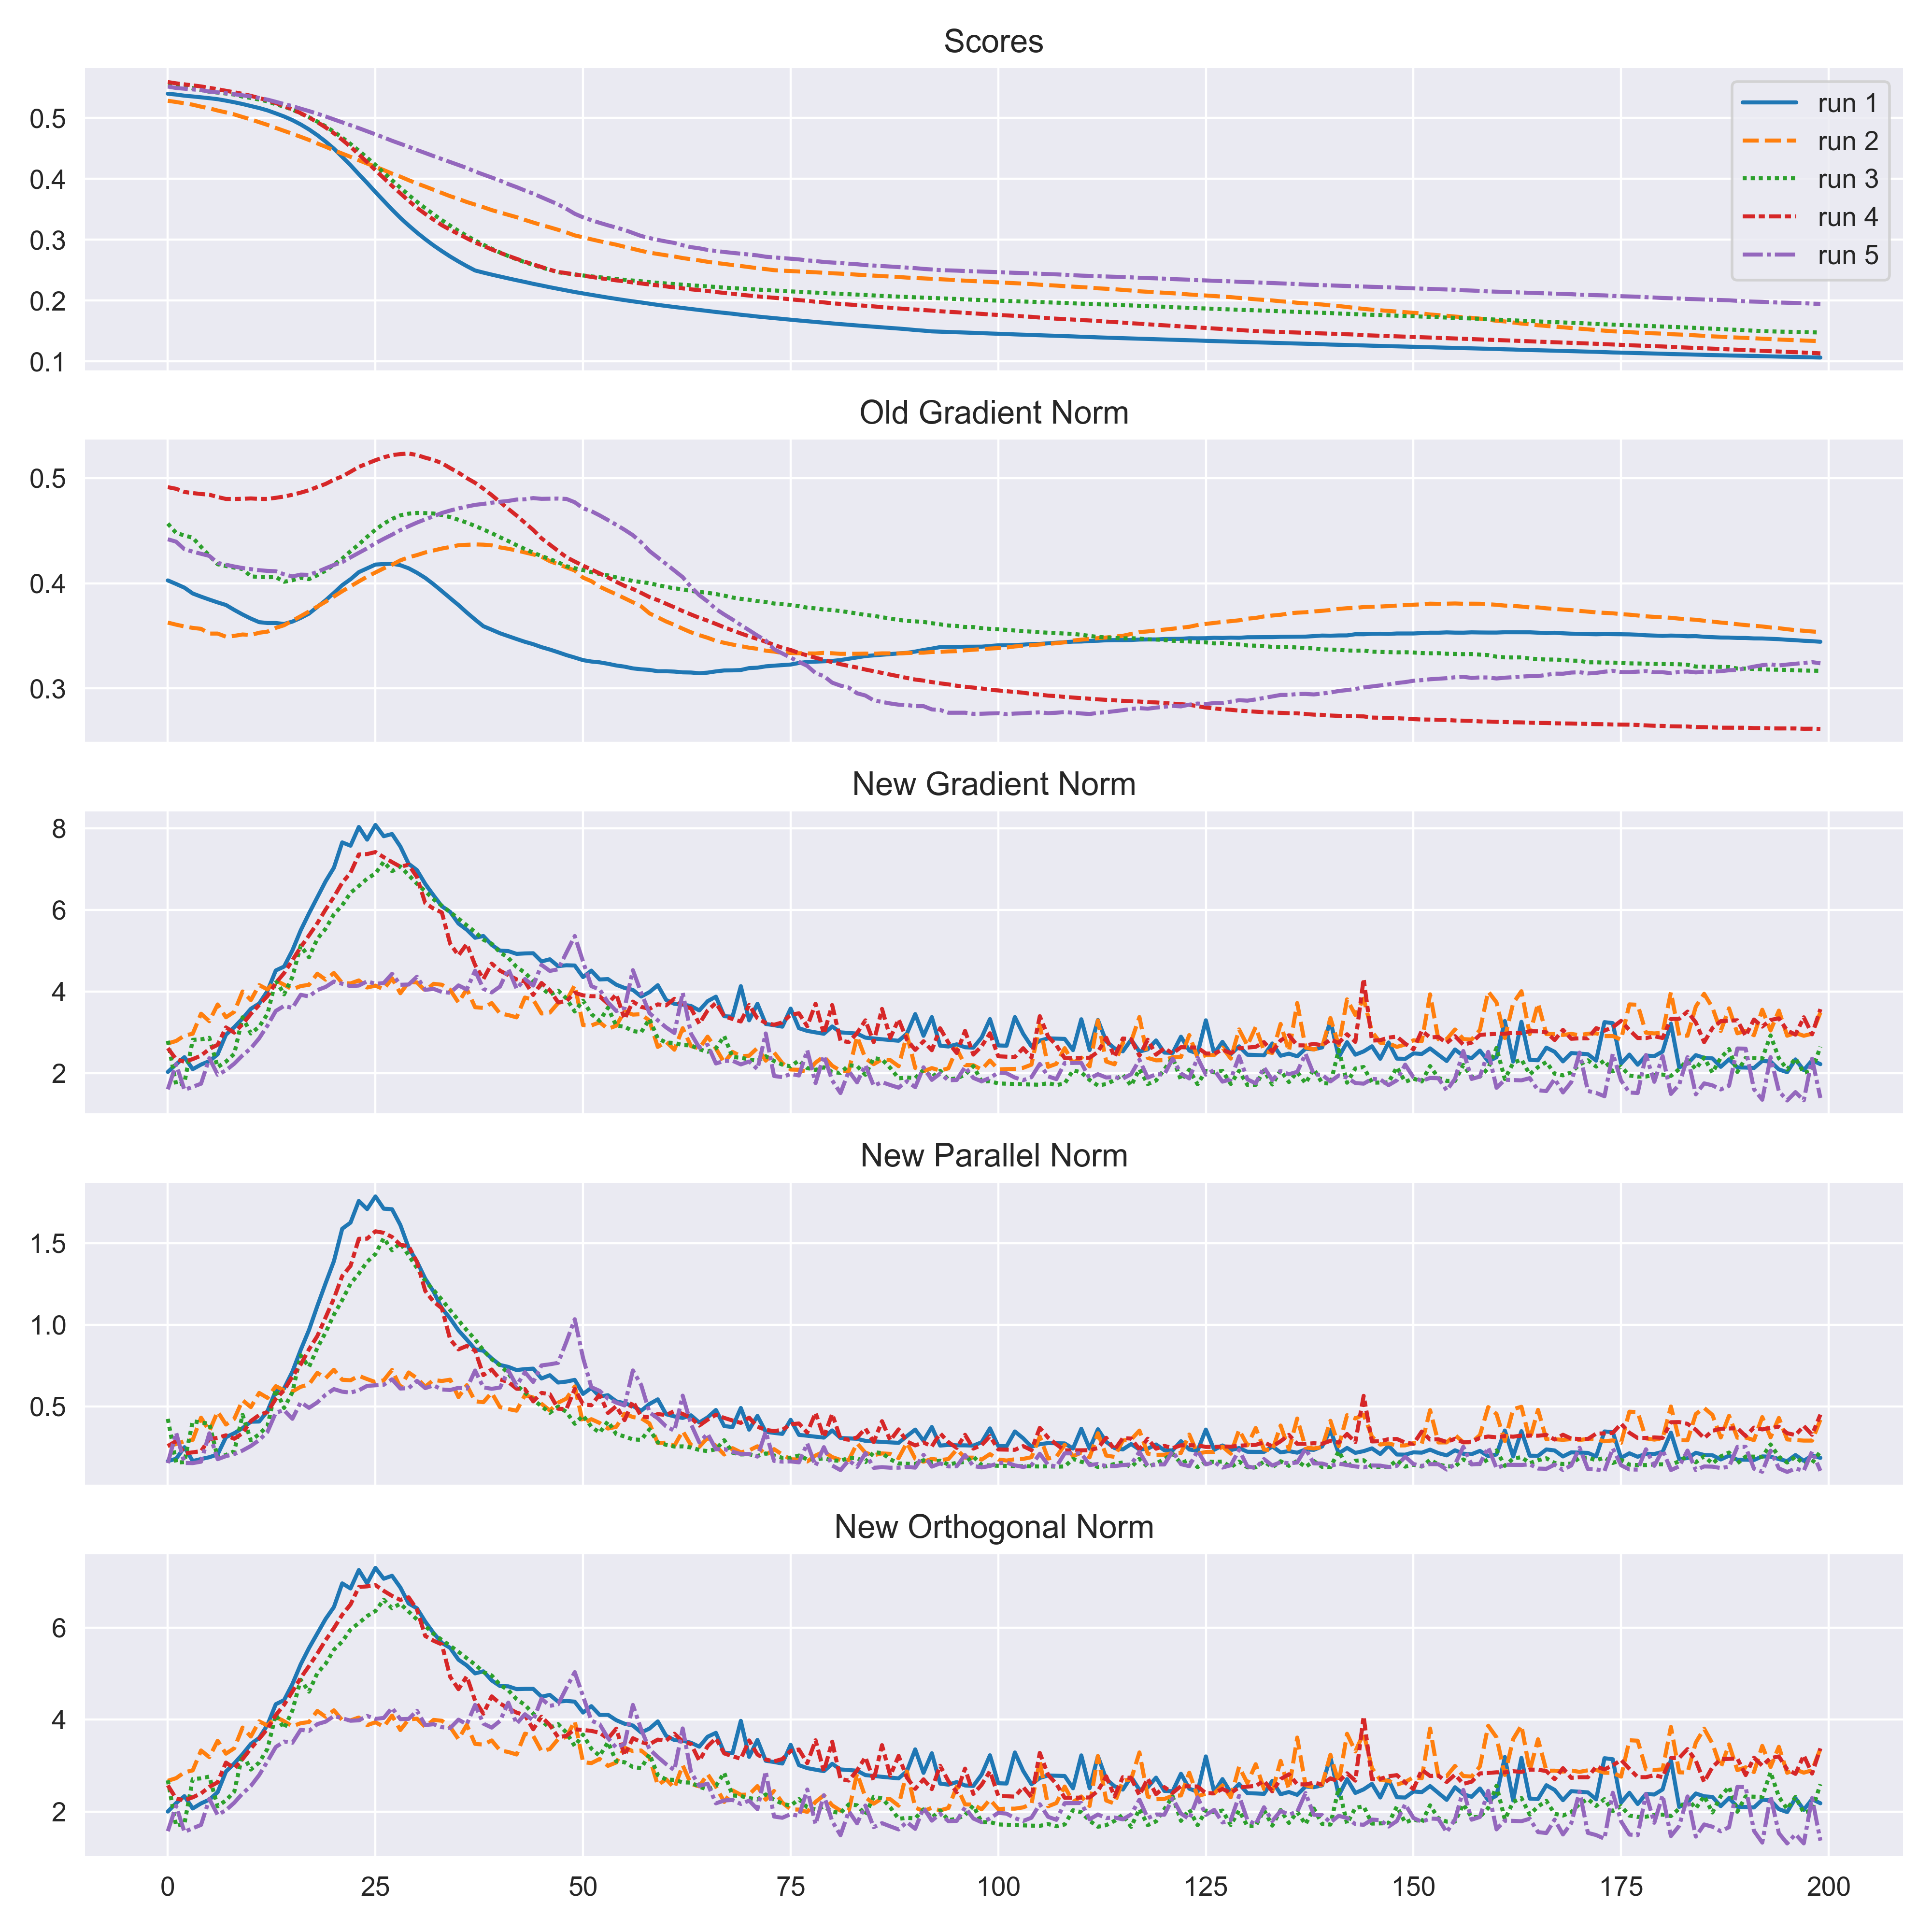 Scores
0.5
0.4
0.3
0.2
0.1
run 1
run 2
run 3
run 4
run 5
Old Gradient Norm
0.5
0.4
0.3
New Gradient Norm
8
6
4
2
New Parallel Norm
1.5
1.0
0.5
New Orthogonal Norm
6
4
2
0 25 50 75 100 125 150 175 200